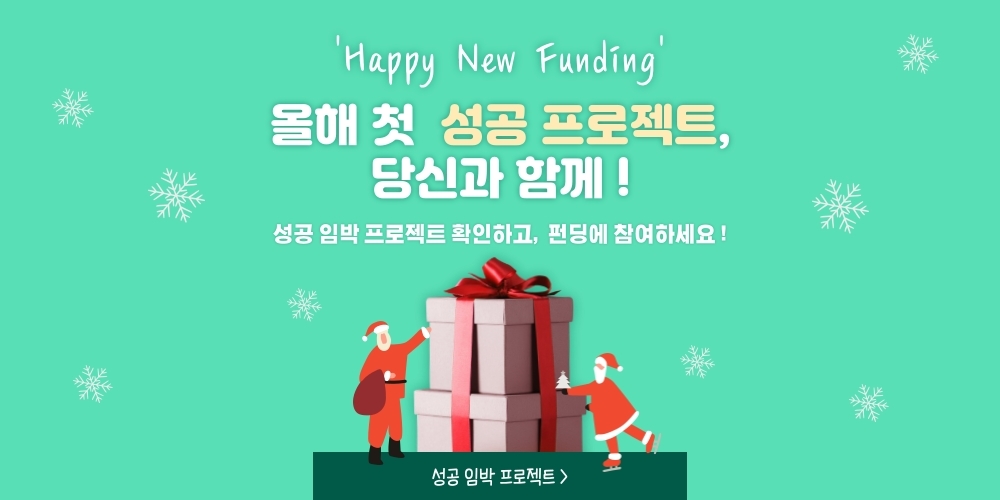 'Happy New Funding'
올해 첫 성공 프로젝트,
당신과 함께!
성공 임박 프로젝트 확인하고, 펀딩에 참여하세요!
성공 임박 프로젝트 >